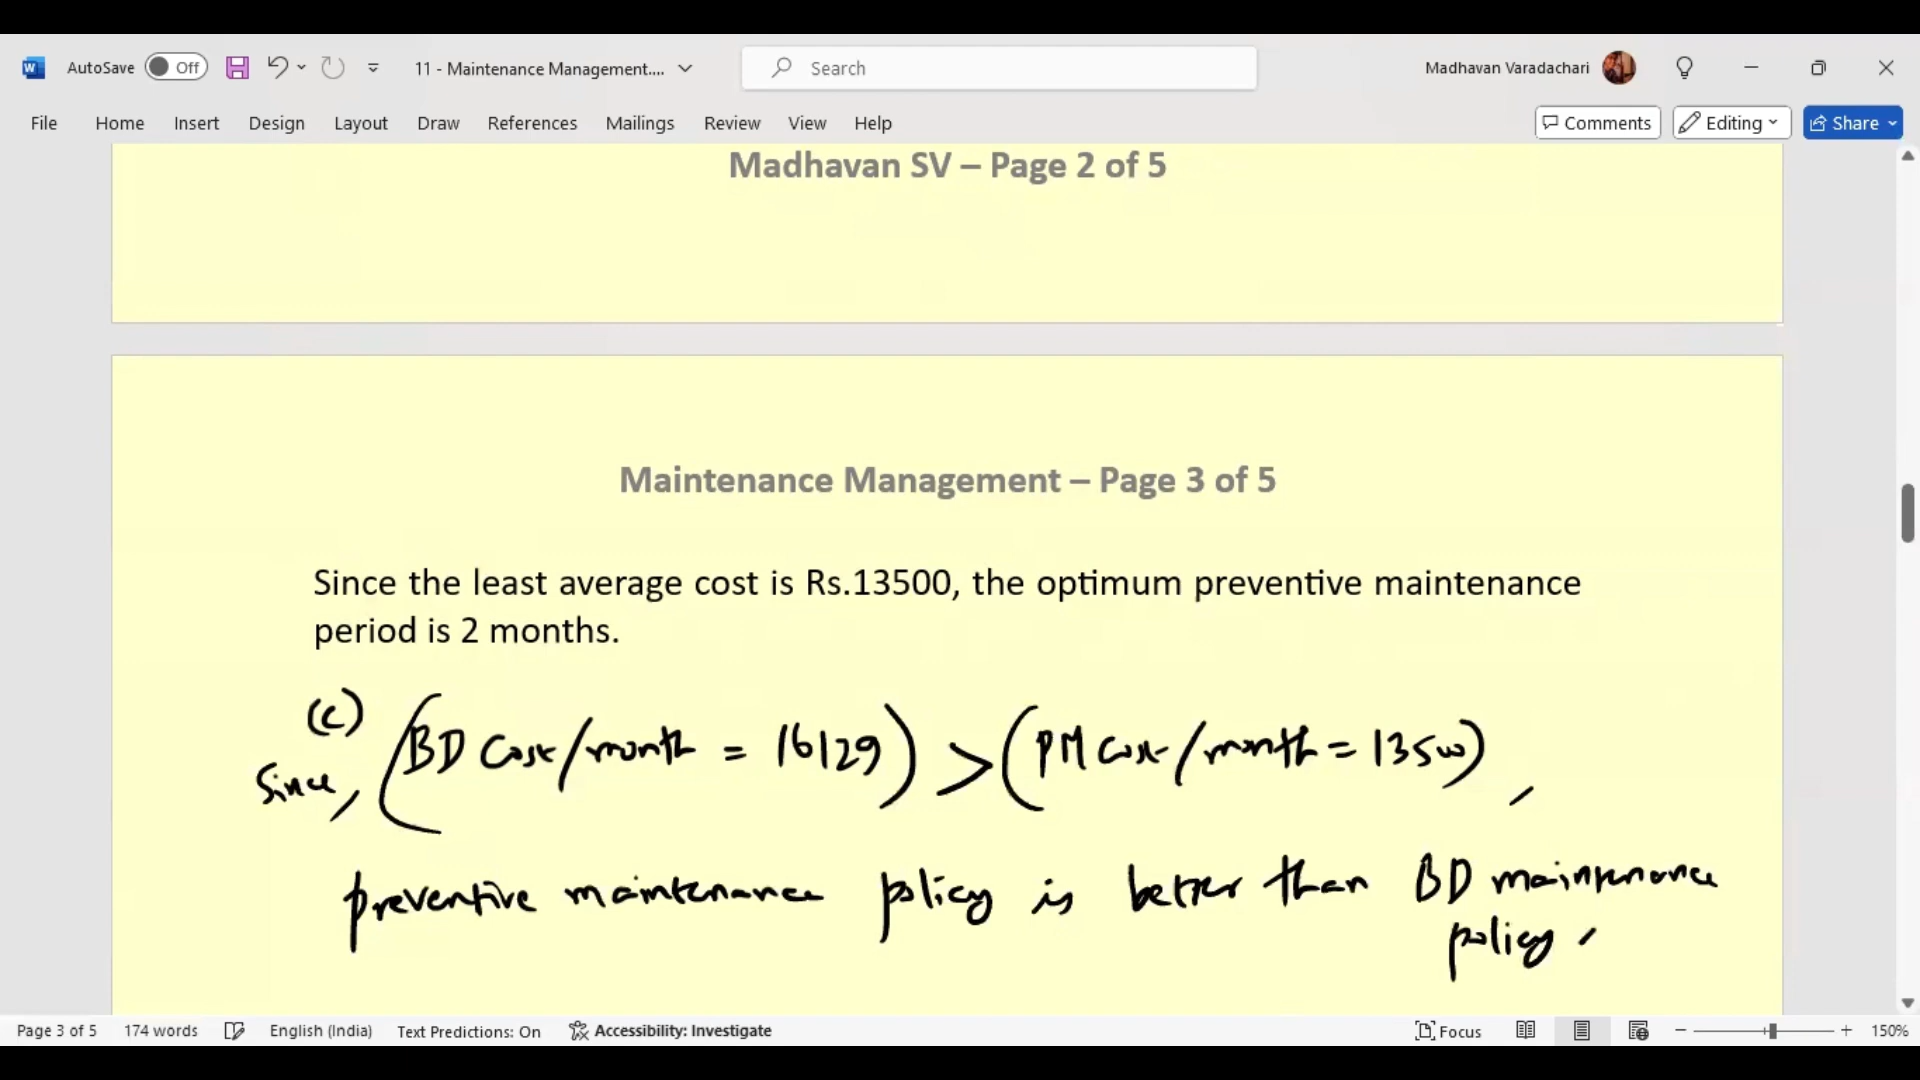 AutoSave Off 11 - Maintenance Management.... Search Madhavan Varadachari
File Home Insert Design Layout Draw References Mailings Review View Help Comments Editing Share
Madhavan SV – Page 2 of 5
Maintenance Management – Page 3 of 5
Since the least average cost is Rs.13500, the optimum preventive maintenance
period is 2 months.
(c)
Since, (BD Cost/month = 16129) > (PM Cost/month = 13500),
preventive maintenance policy is better than BD maintenance
policy.
Page 3 of 5 174 words English (India) Text Predictions: On Accessibility: Investigate Focus 150%